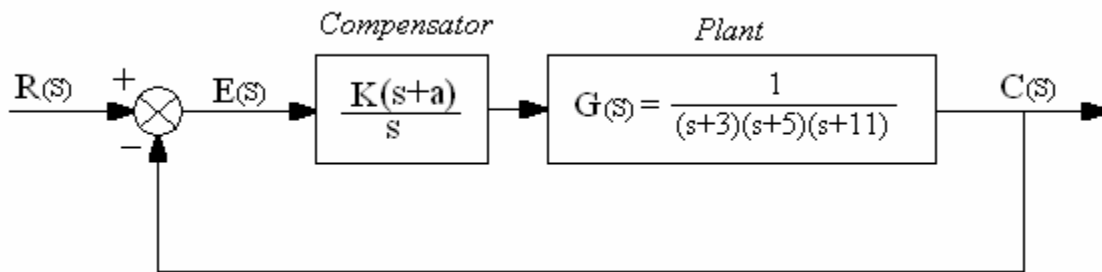 Compensator
Plant
R(S)
+
−
E(S)
K(s+a)
s
G(S) =
1
(s+3)(s+5)(s+11)
C(S)